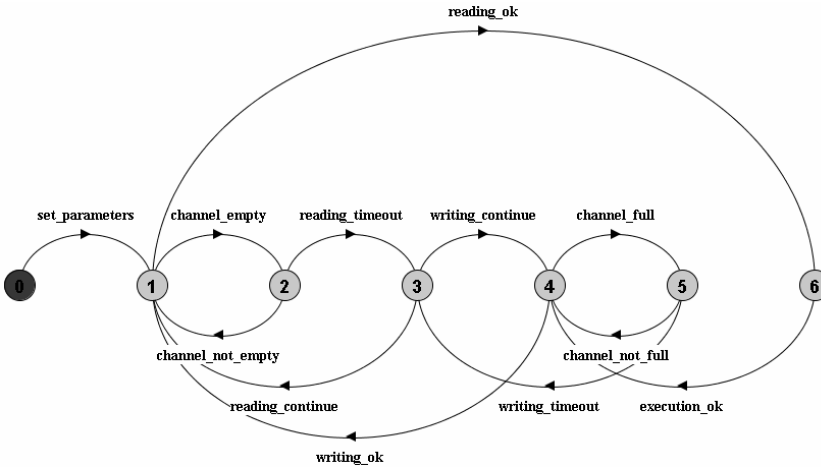 reading_ok
set_parameters
channel_empty
reading_timeout
writing_continue
channel_full
0
1
2
3
4
5
6
channel_not_empty
channel_not_full
reading_continue
writing_timeout
execution_ok
writing_ok